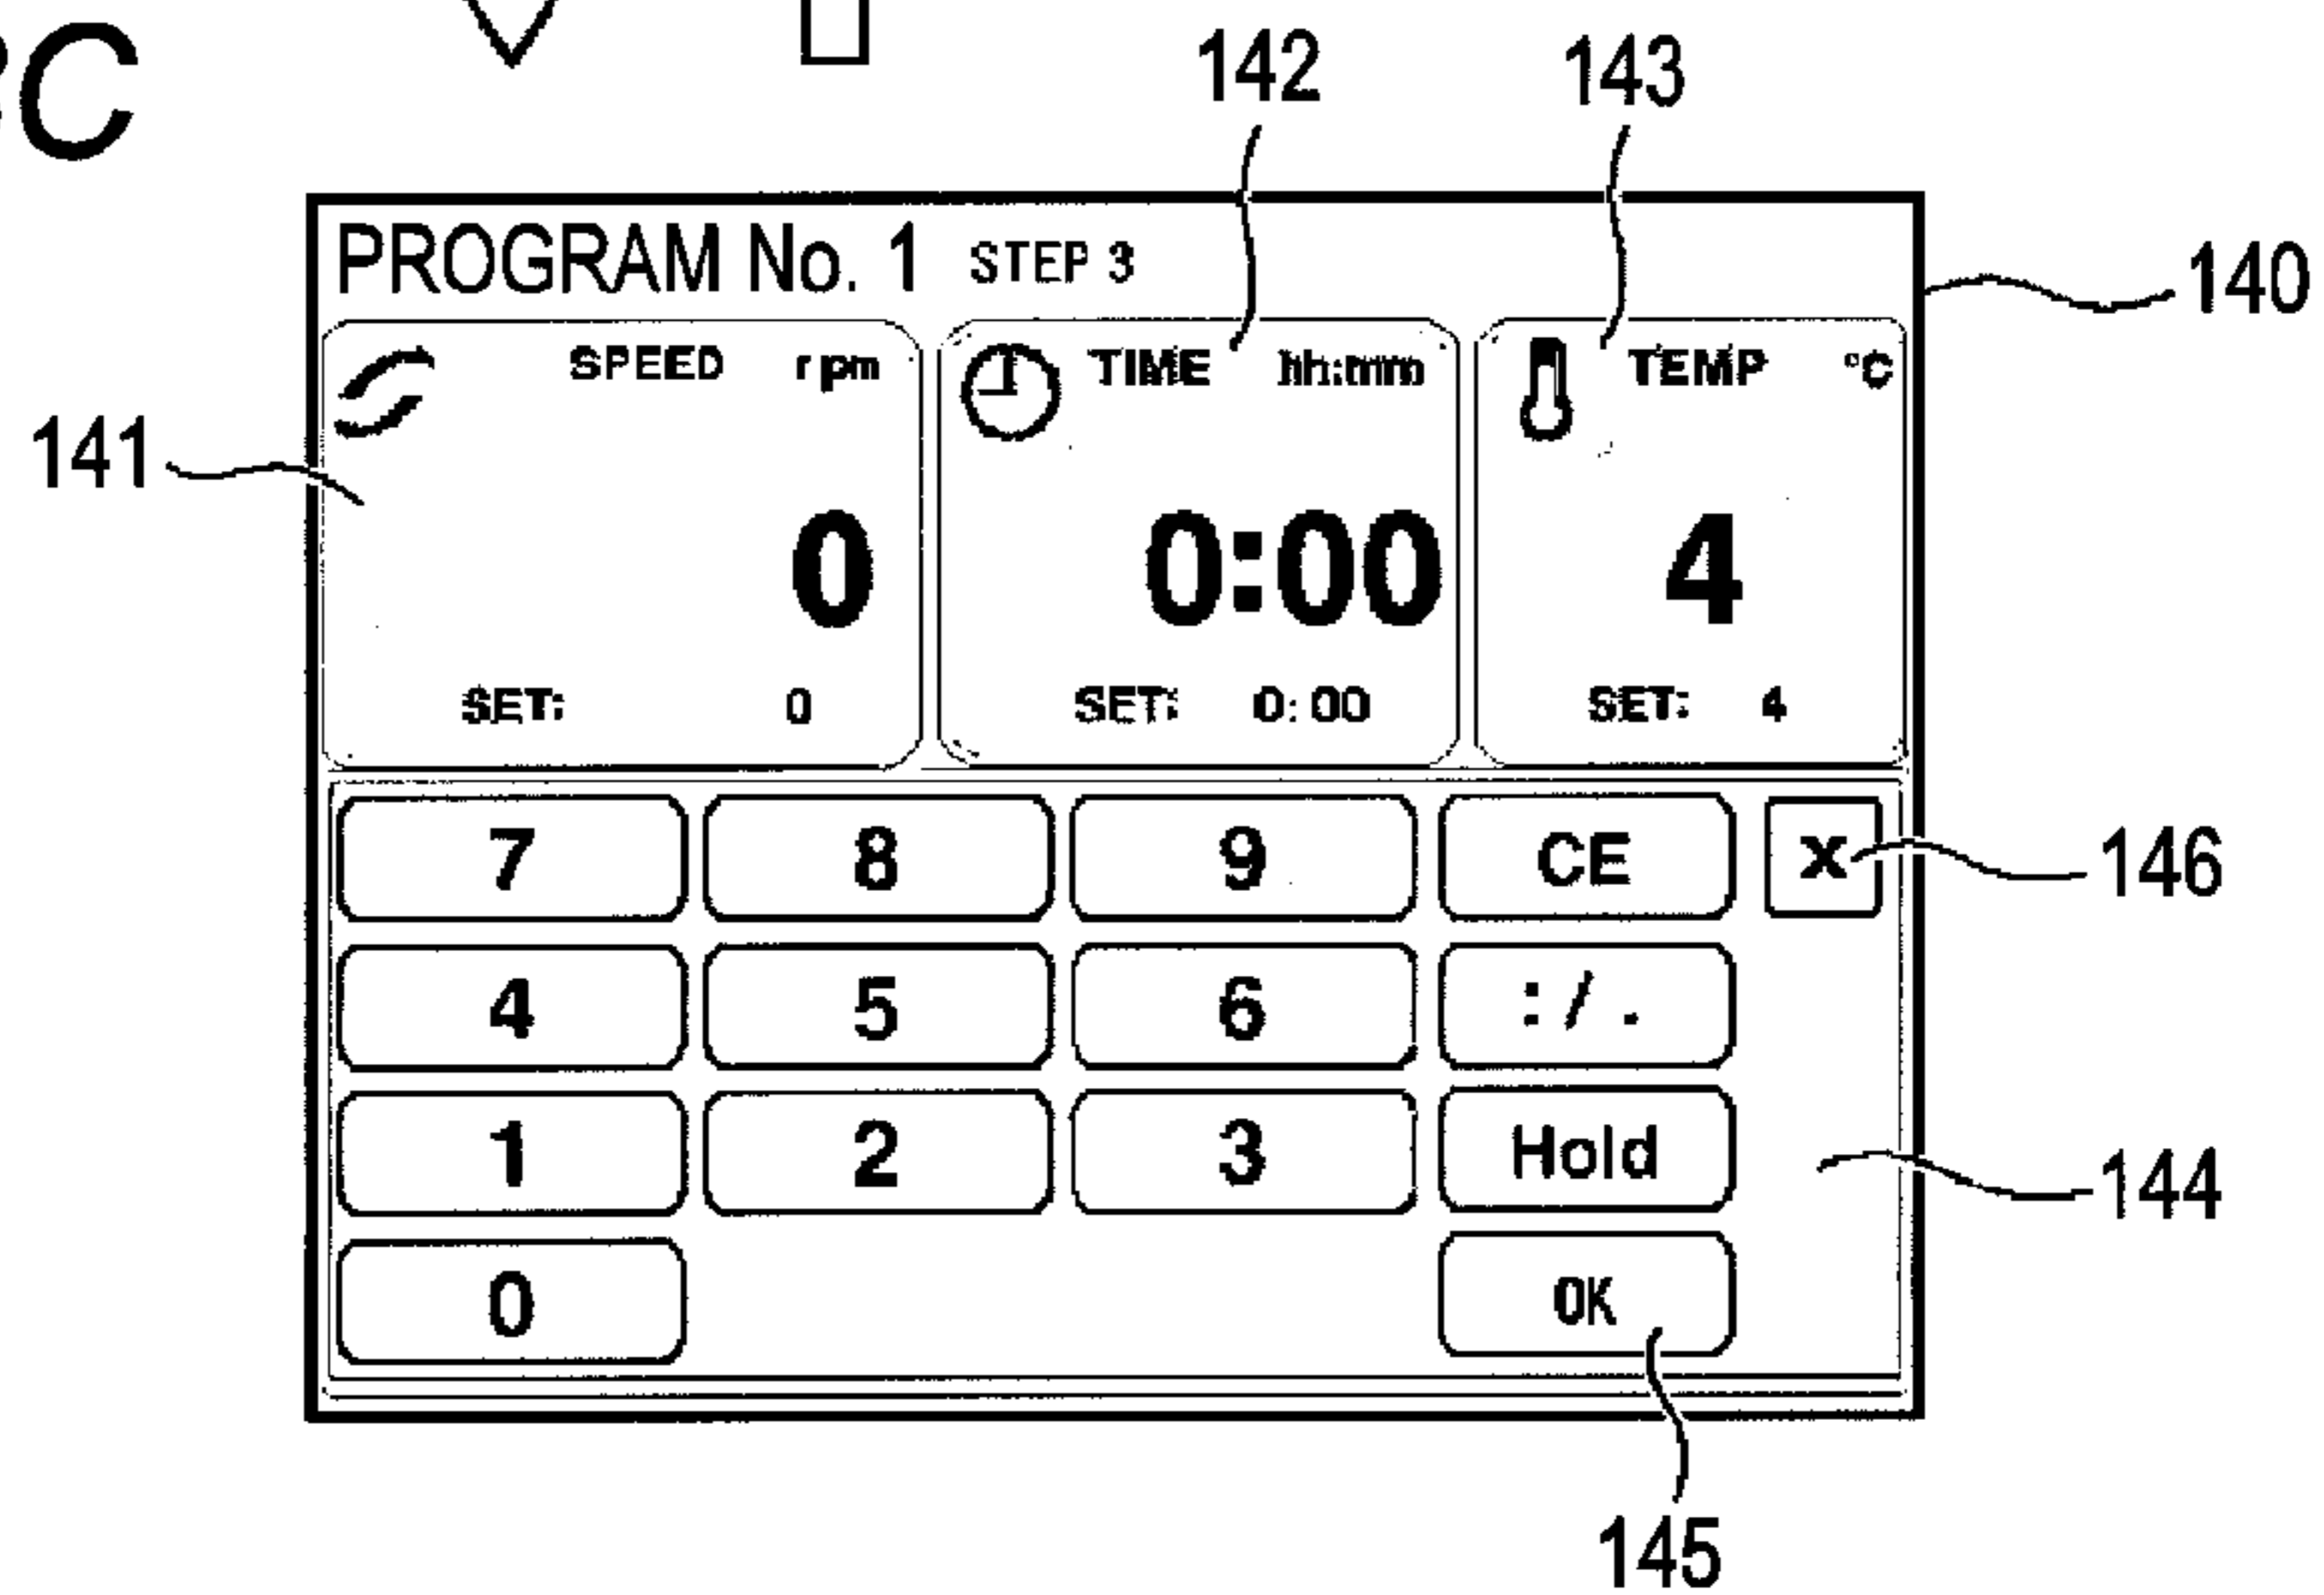 C
142 143
PROGRAM No. 1 STEP 3
140
SPEED rpm TIME hh:mm TEMP °C
141
0 0:00 4
SET: 0 SET: 0:00 SET: 4
7 8 9 CE X
146
4 5 6 :/.
1 2 3 Hold
144
0 OK
145